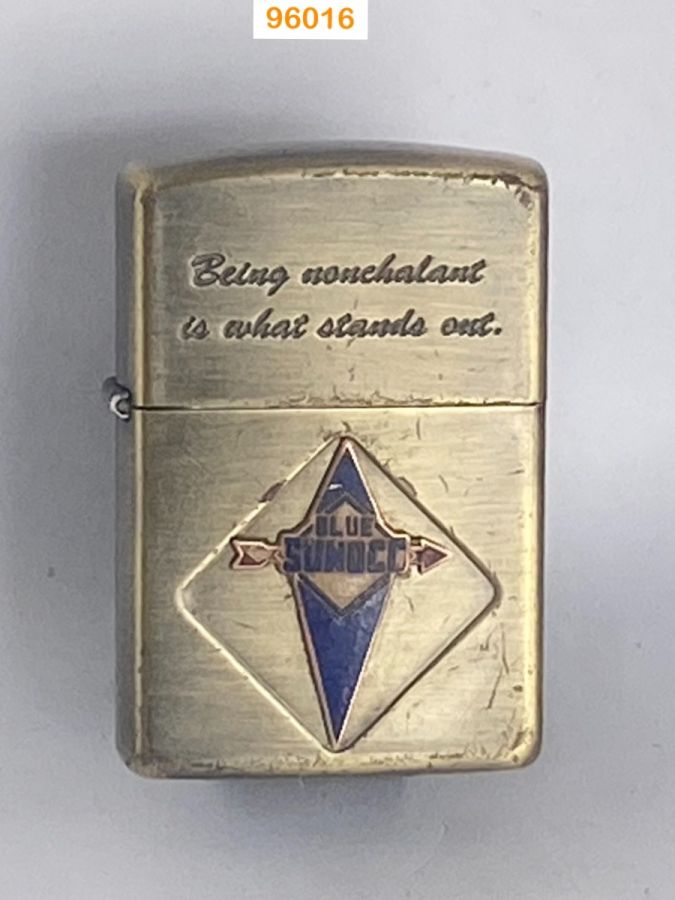 96016
Being nonchalant
is what stands out.
BLUE
SUNOCO